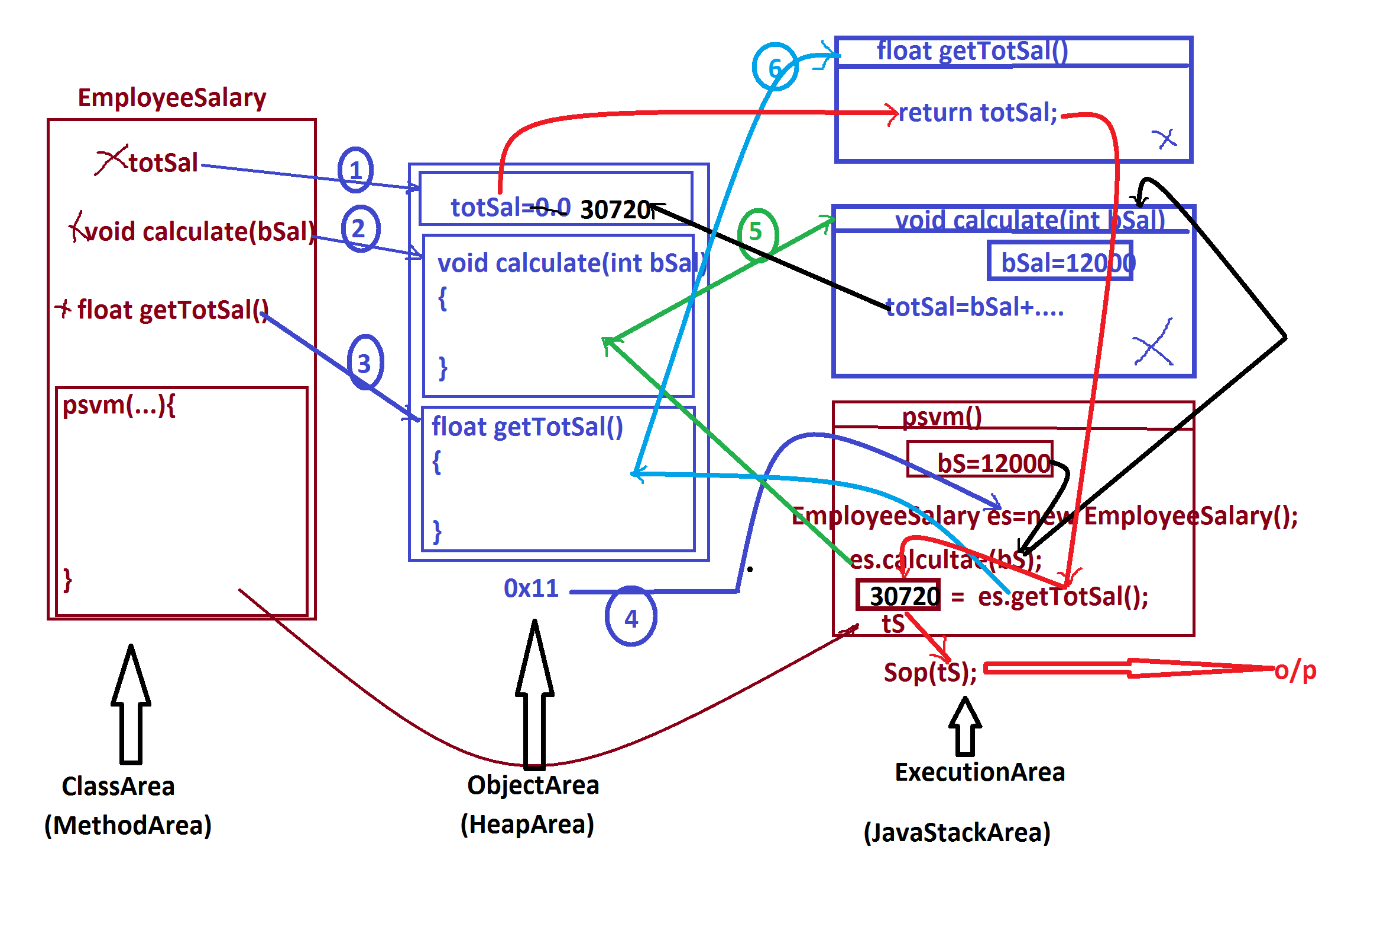 EmployeeSalary
totSal
void calculate(bSal)
float getTotSal()
psvm(...){
}
ClassArea
(MethodArea)
1
2
3
totSal=0.0 30720
void calculate(int bSal)
{
}
float getTotSal()
{
}
0x11
4
ObjectArea
(HeapArea)
5
6
float getTotSal()
return totSal;
void calculate(int bSal)
bSal=12000
totSal=bSal+....
psvm()
bS=12000
EmployeeSalary es=new EmployeeSalary();
es.calcultae(bS);
30720 = es.getTotSal();
tS
Sop(tS);
o/p
ExecutionArea
(JavaStackArea)